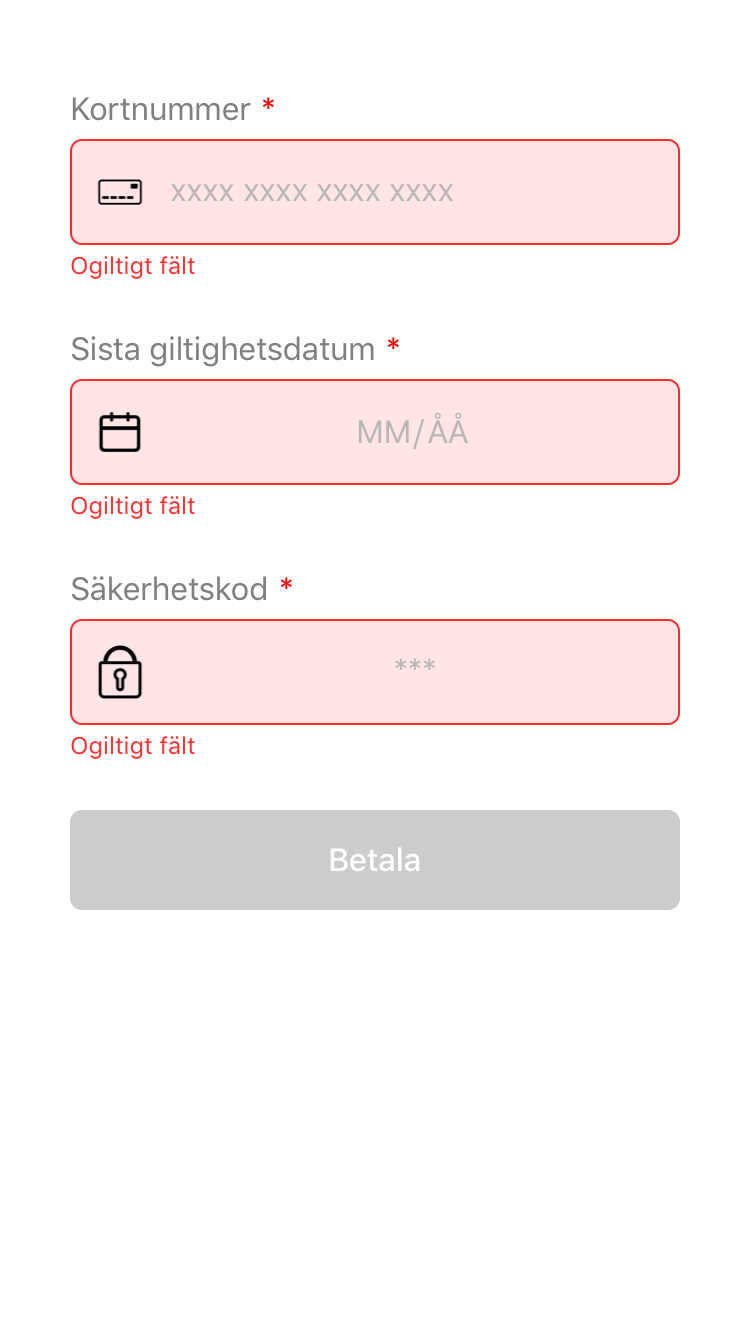 Kortnummer *
xxxx xxxx xxxx xxxx
Ogiltigt fält
Sista giltighetsdatum *
MM/ÅÅ
Ogiltigt fält
Säkerhetskod *
***
Ogiltigt fält
Betala